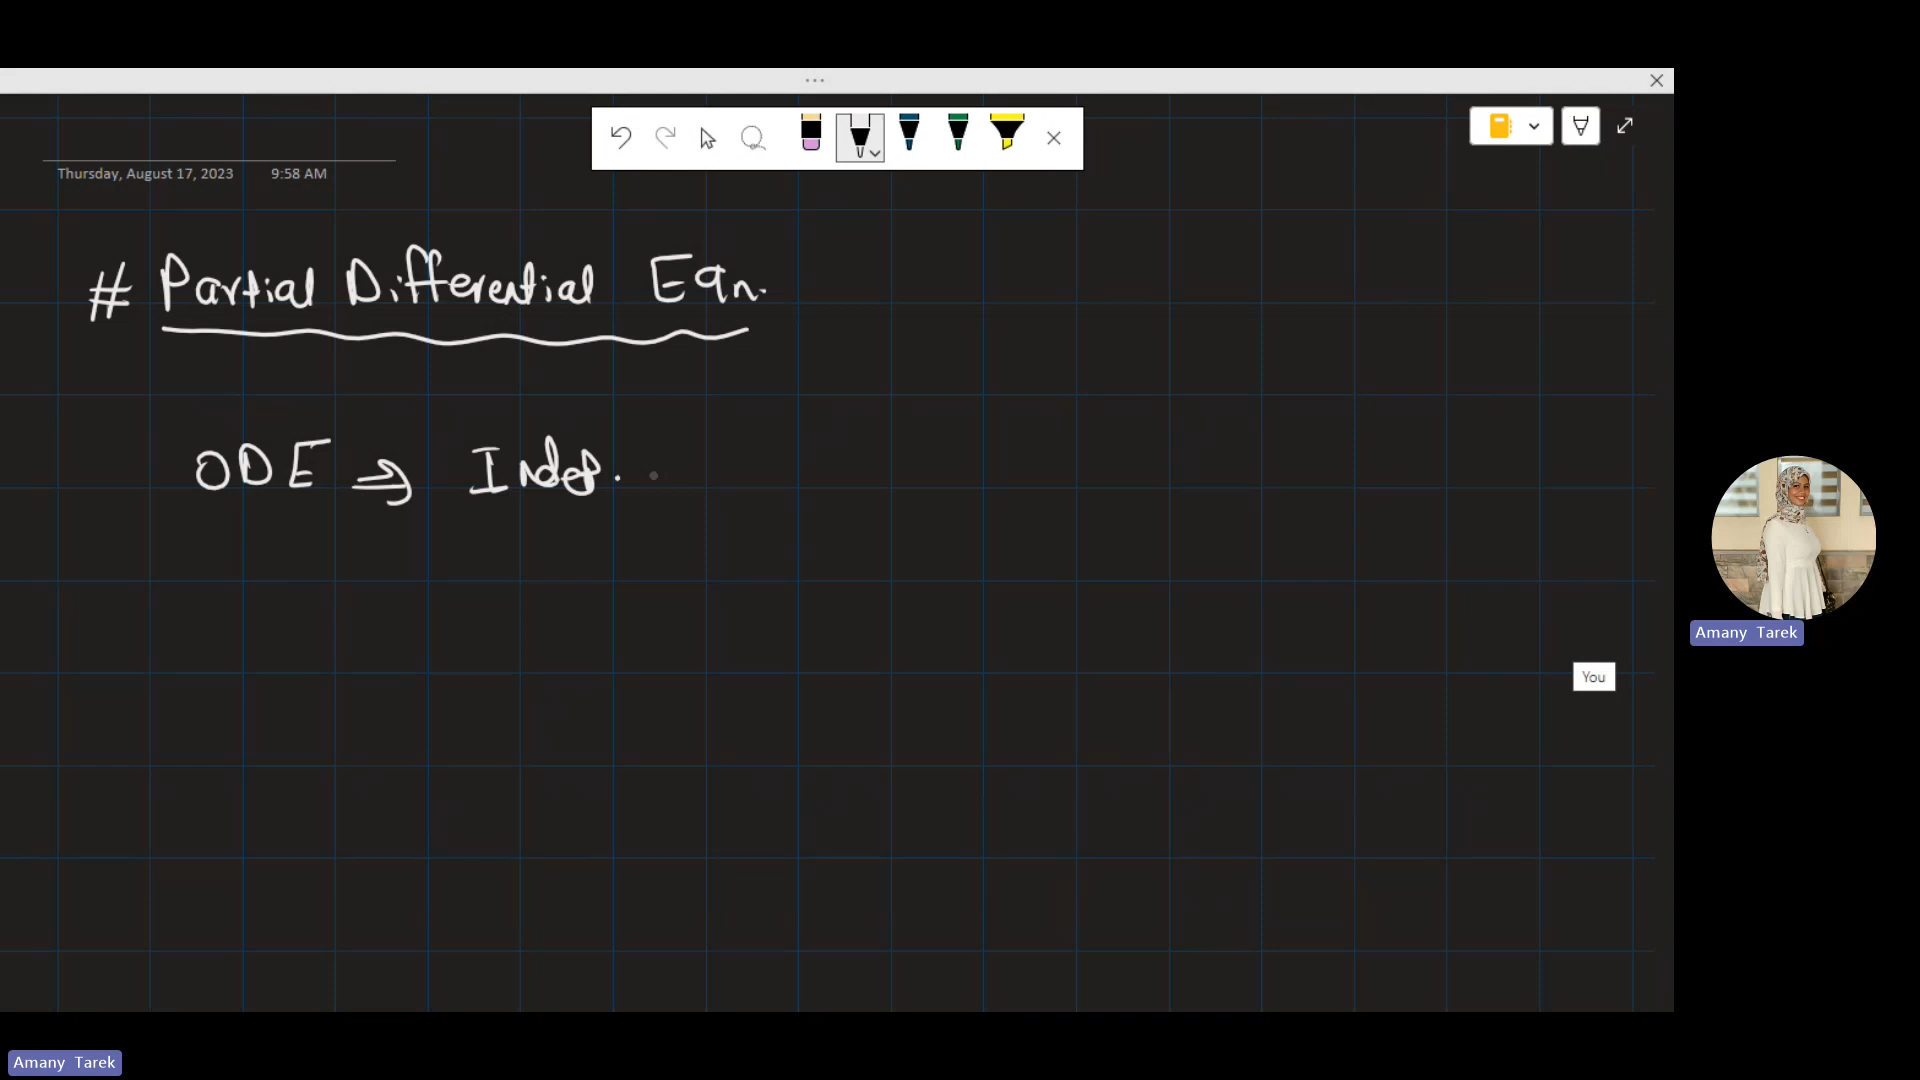 Thursday, August 17, 2023 9:58 AM
# Partial Differential Eqn.
ODE ⇒ Indep.
You
Amany Tarek
Amany Tarek